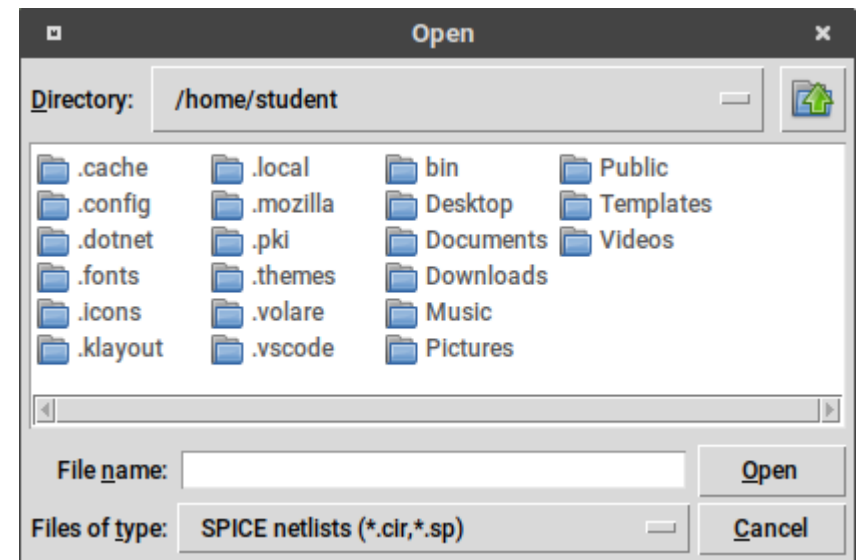 Open
Directory: /home/student
.cache .local bin Public
.config .mozilla Desktop Templates
.dotnet .pki Documents Videos
.fonts .themes Downloads
.icons .volare Music
.klayout .vscode Pictures
File name: Open
Files of type: SPICE netlists (*.cir,*.sp) Cancel